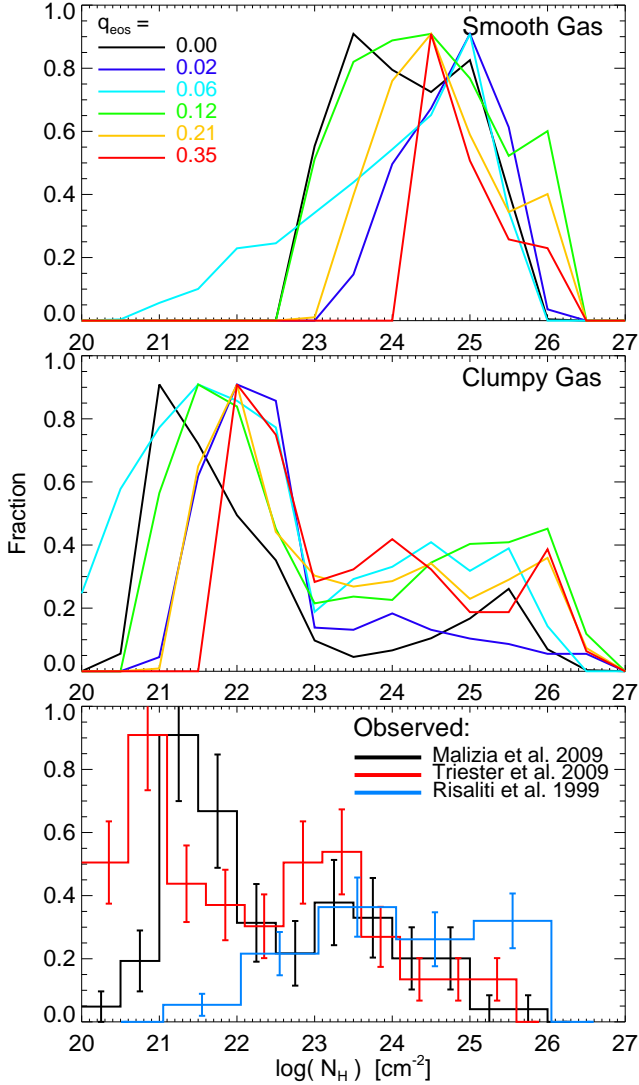 q_eos =
Smooth Gas
0.00
0.02
0.06
0.12
0.21
0.35
1.0
0.8
0.6
0.4
0.2
0.0
20 21 22 23 24 25 26 27
Clumpy Gas
1.0
0.8
0.6
0.4
0.2
0.0
Fraction
20 21 22 23 24 25 26 27
Observed:
Malizia et al. 2009
Triester et al. 2009
Risaliti et al. 1999
1.0
0.8
0.6
0.4
0.2
0.0
20 21 22 23 24 25 26 27
log( N_H ) [cm^-2]